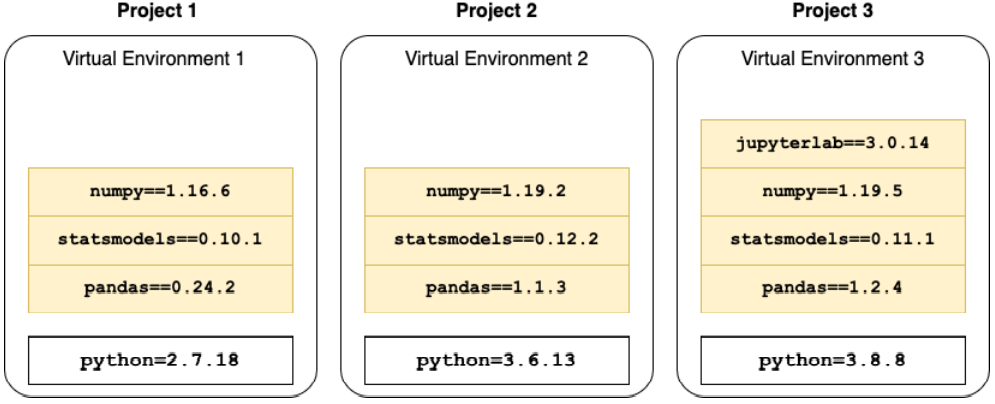 Project 1
Project 2
Project 3
Virtual Environment 1
Virtual Environment 2
Virtual Environment 3
jupyterlab==3.0.14
numpy==1.16.6
numpy==1.19.2
numpy==1.19.5
statsmodels==0.10.1
statsmodels==0.12.2
statsmodels==0.11.1
pandas==0.24.2
pandas==1.1.3
pandas==1.2.4
python=2.7.18
python=3.6.13
python=3.8.8